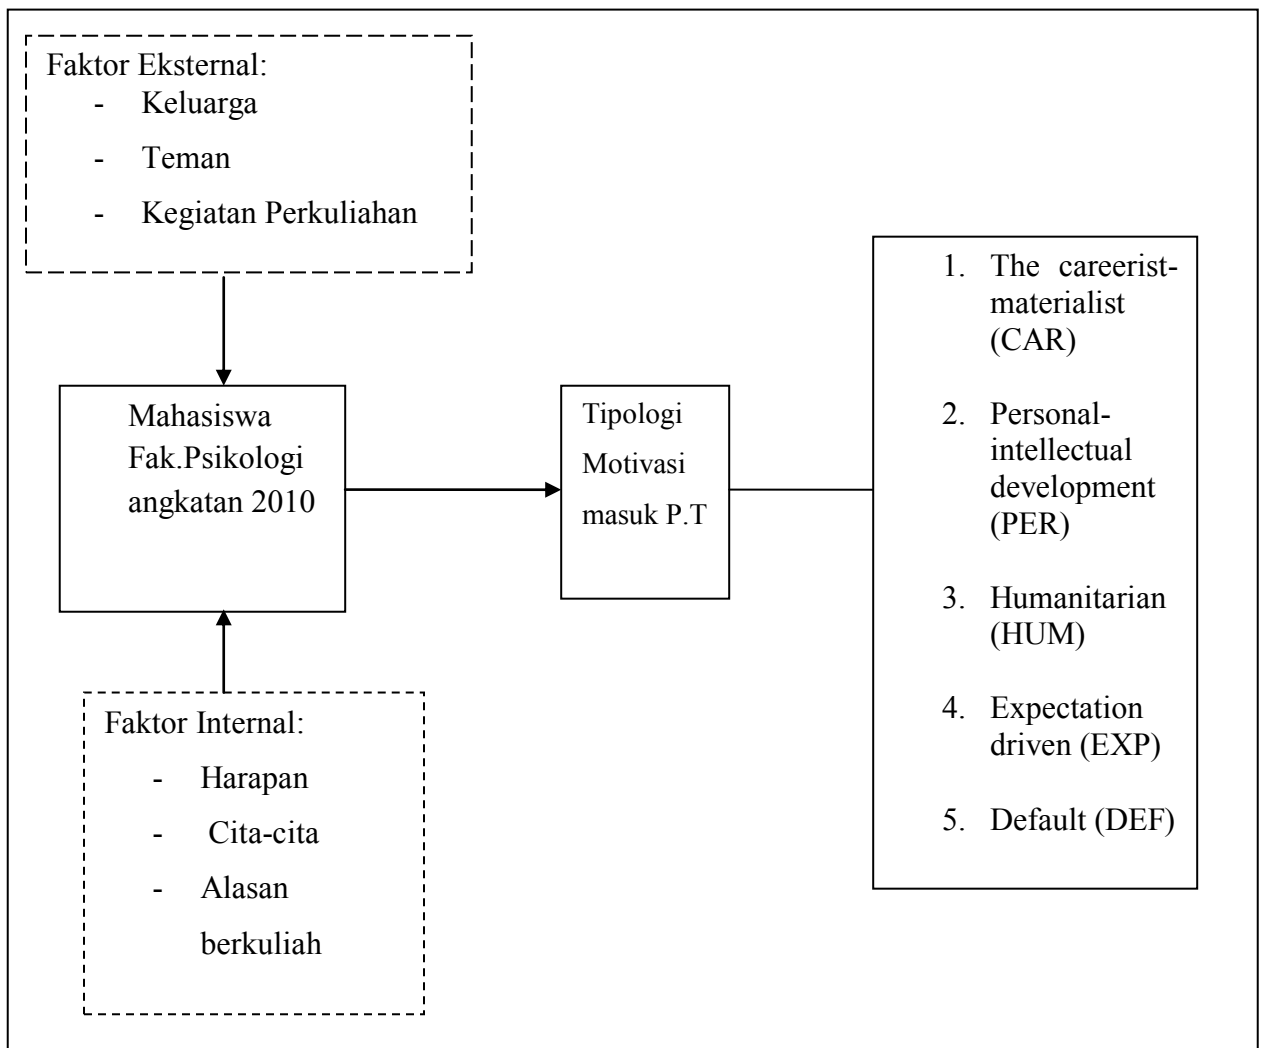 Faktor Eksternal:
- Keluarga
- Teman
- Kegiatan Perkuliahan
Mahasiswa
Fak.Psikologi
angkatan 2010
Faktor Internal:
- Harapan
- Cita-cita
- Alasan
berkuliah
Tipologi
Motivasi
masuk P.T
1. The careerist-
materialist
(CAR)
2. Personal-
intellectual
development
(PER)
3. Humanitarian
(HUM)
4. Expectation
driven (EXP)
5. Default (DEF)